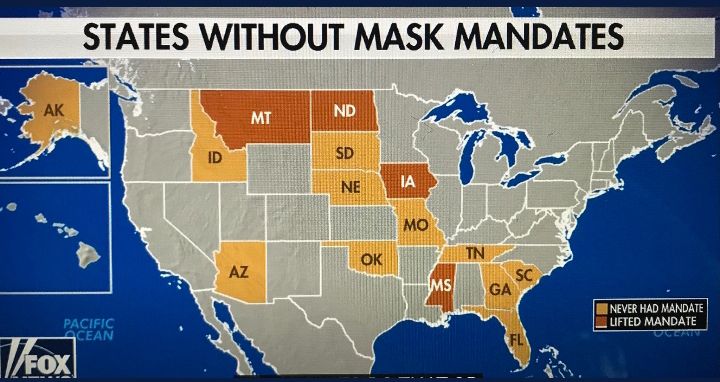 STATES WITHOUT MASK MANDATES
AK
MT
ND
ID
SD
NE
IA
MO
AZ
OK
TN
MS
SC
GA
FL
NEVER HAD MANDATE
LIFTED MANDATE
OCEAN
PACIFIC
OCEAN
FOX
NEWS